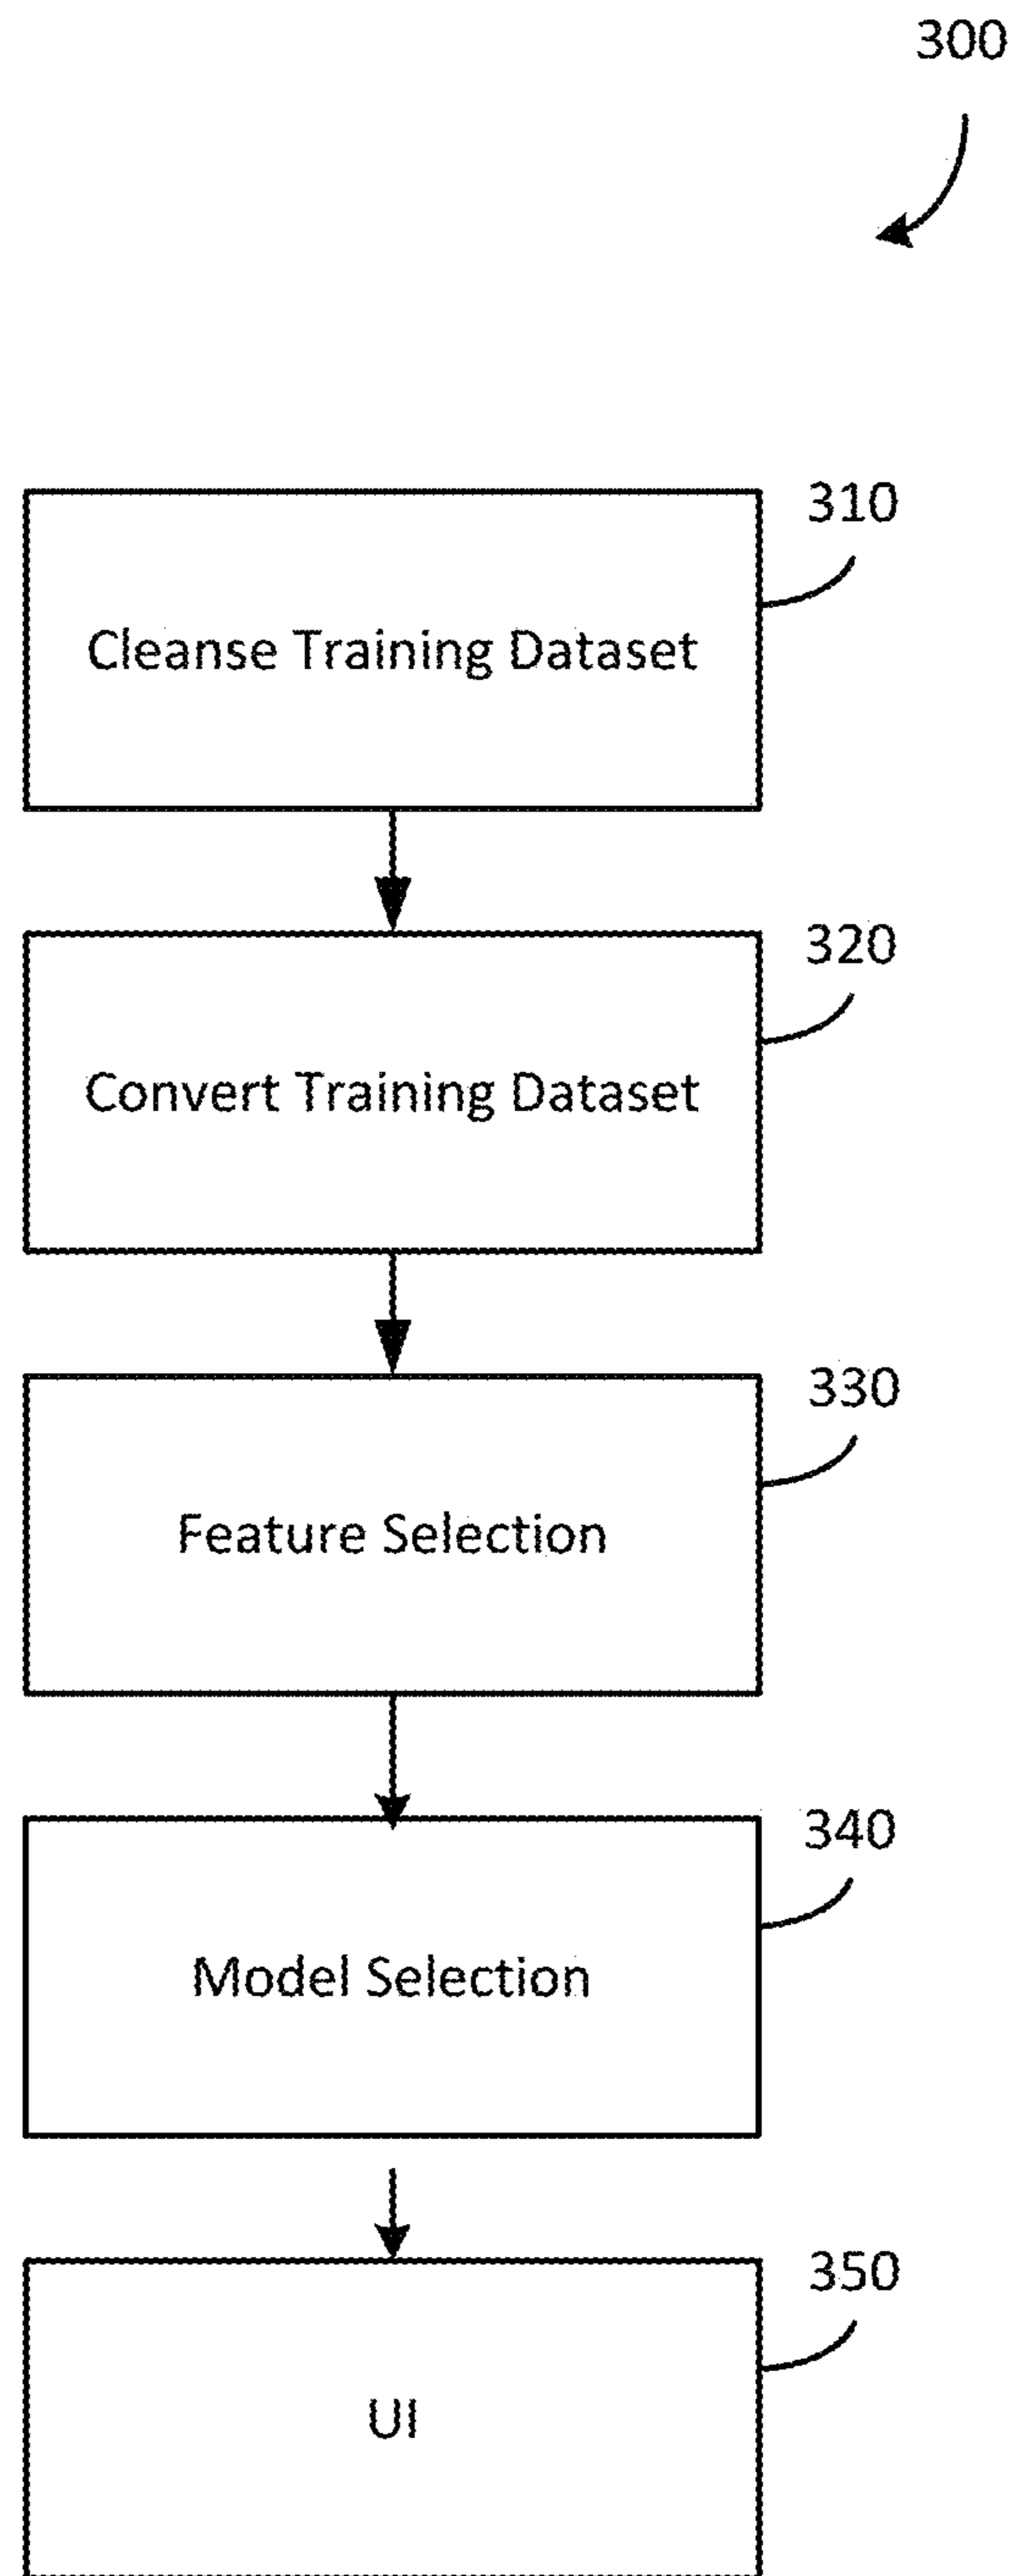 300
310
Cleanse Training Dataset
320
Convert Training Dataset
330
Feature Selection
340
Model Selection
350
UI